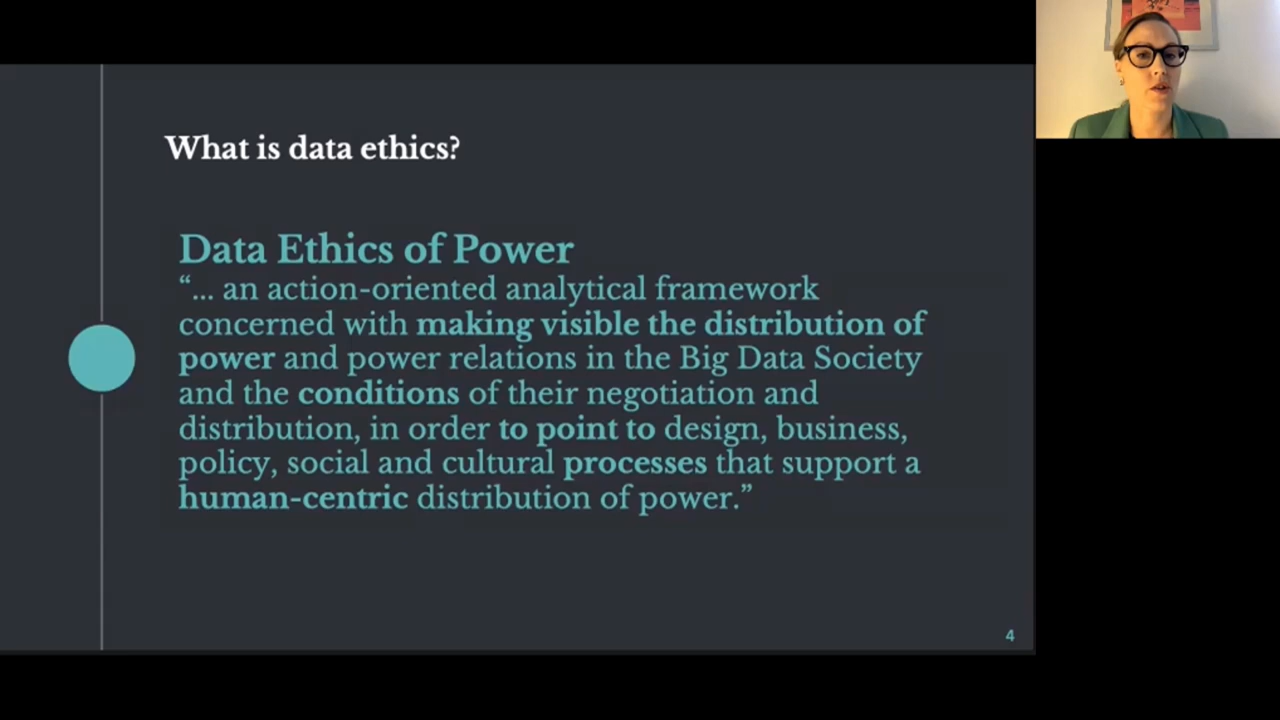 What is data ethics?
Data Ethics of Power
“... an action-oriented analytical framework
concerned with making visible the distribution of
power and power relations in the Big Data Society
and the conditions of their negotiation and
distribution, in order to point to design, business,
policy, social and cultural processes that support a
human-centric distribution of power.”
4